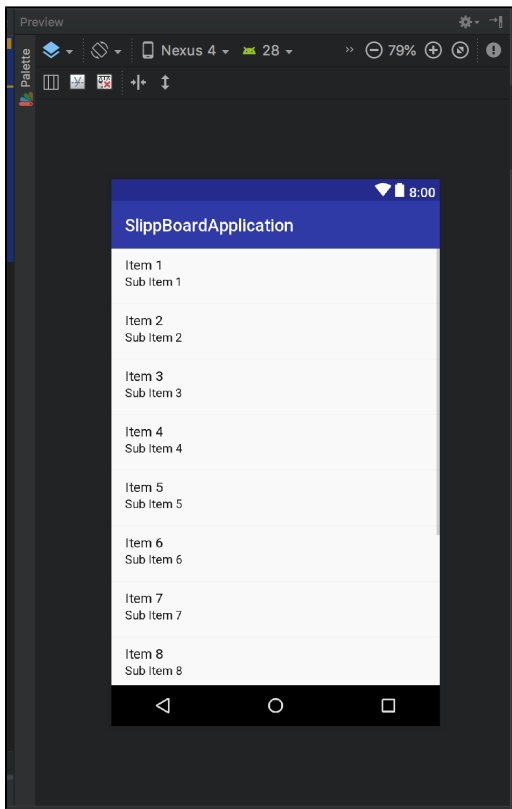 Preview
Palette
Nexus 4
28
79%
8:00
SlippBoardApplication
Item 1
Sub Item 1
Item 2
Sub Item 2
Item 3
Sub Item 3
Item 4
Sub Item 4
Item 5
Sub Item 5
Item 6
Sub Item 6
Item 7
Sub Item 7
Item 8
Sub Item 8